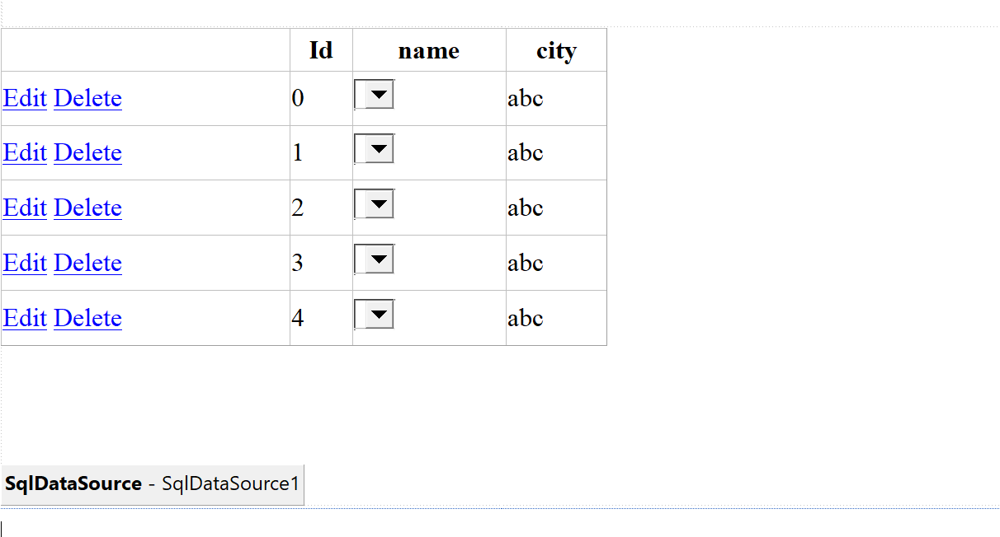 Id name city
Edit Delete 0 abc
Edit Delete 1 abc
Edit Delete 2 abc
Edit Delete 3 abc
Edit Delete 4 abc
SqlDataSource - SqlDataSource1